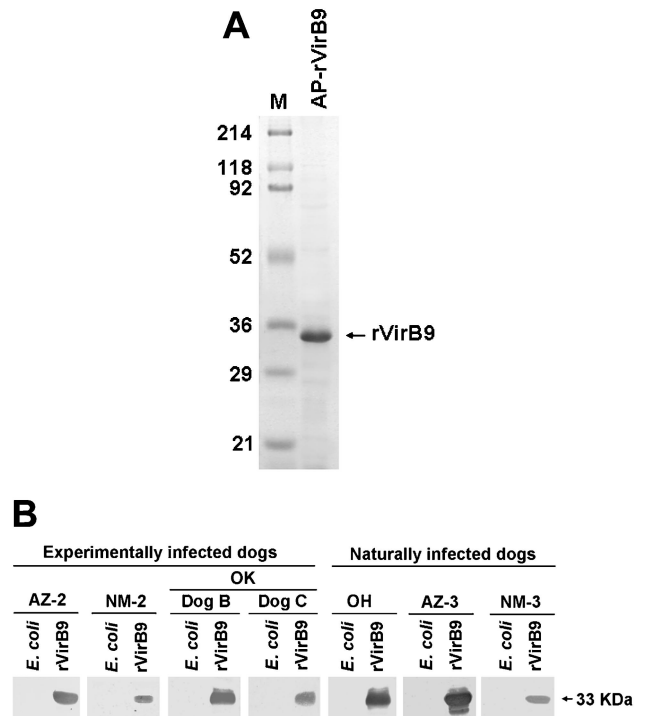 A
M
AP-rVirB9
214
118
92
52
36
29
21
← rVirB9
B
Experimentally infected dogs
Naturally infected dogs
OK
AZ-2
NM-2
Dog B
Dog C
OH
AZ-3
NM-3
E. coli
rVirB9
E. coli
rVirB9
E. coli
rVirB9
E. coli
rVirB9
E. coli
rVirB9
E. coli
rVirB9
E. coli
rVirB9
← 33 KDa